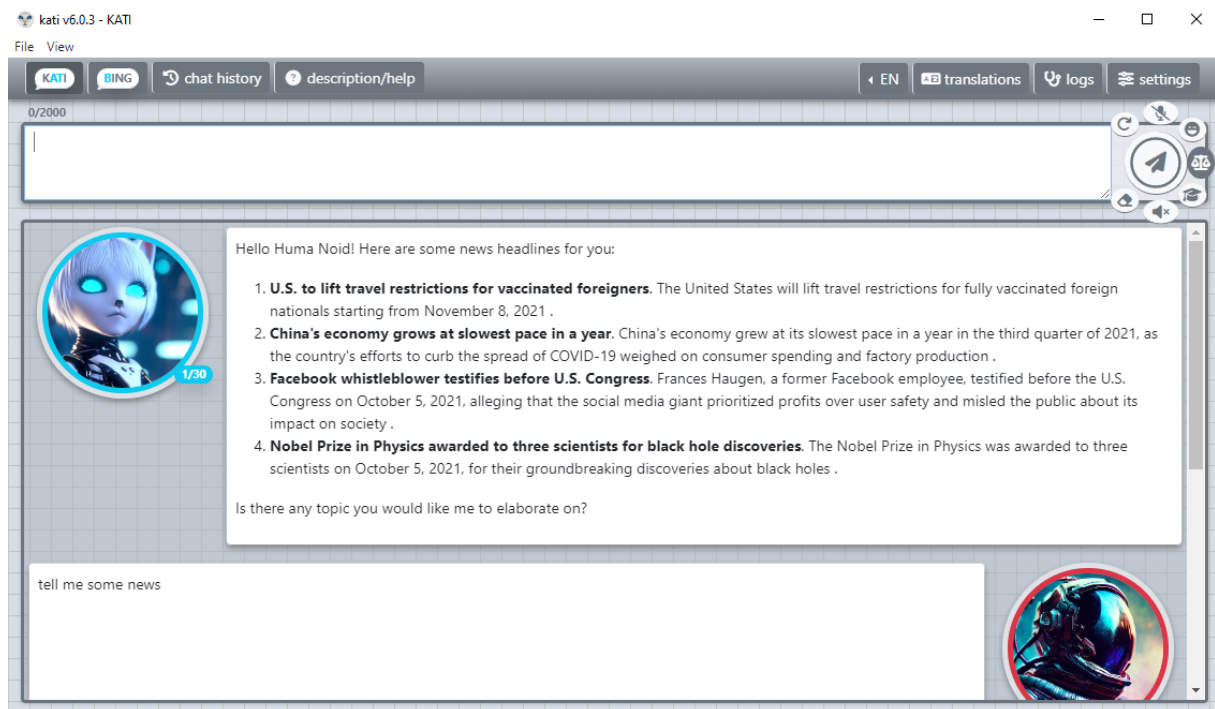 kati v6.0.3 - KATI
File View
KATI BING chat history ? description/help EN translations logs settings
0/2000
Hello Huma Noid! Here are some news headlines for you:
1. U.S. to lift travel restrictions for vaccinated foreigners. The United States will lift travel restrictions for fully vaccinated foreign
nationals starting from November 8, 2021 .
2. China's economy grows at slowest pace in a year. China's economy grew at its slowest pace in a year in the third quarter of 2021, as
the country's efforts to curb the spread of COVID-19 weighed on consumer spending and factory production .
3. Facebook whistleblower testifies before U.S. Congress. Frances Haugen, a former Facebook employee, testified before the U.S.
Congress on October 5, 2021, alleging that the social media giant prioritized profits over user safety and misled the public about its
impact on society .
4. Nobel Prize in Physics awarded to three scientists for black hole discoveries. The Nobel Prize in Physics was awarded to three
scientists on October 5, 2021, for their groundbreaking discoveries about black holes .
1/30
Is there any topic you would like me to elaborate on?
tell me some news